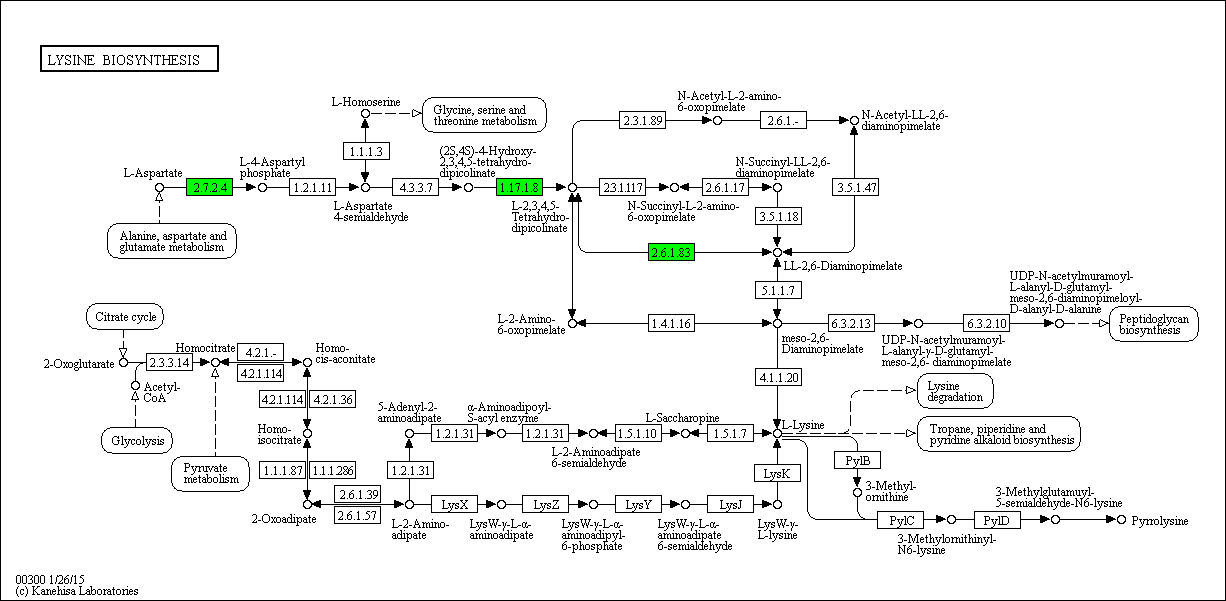 LYSINE BIOSYNTHESIS
L-Homoserine
Glycine, serine and
threonine metabolism
N-Acetyl-L-2-amino-
6-oxopimelate
2.3.1.89
2.6.1.-
N-Acetyl-LL-2,6-
diaminopimelate
1.1.1.3
L-Aspartate
2.7.2.4
L-4-Aspartyl
phosphate
1.2.1.11
L-Aspartate
4-semialdehyde
4.3.3.7
(2S,4S)-4-Hydroxy-
2,3,4,5-tetrahydro-
dipicolinate
1.17.1.8
L-2,3,4,5-
Tetrahydro-
dipicolinate
2.3.1.117
N-Succinyl-L-2-amino-
6-oxopimelate
2.6.1.17
N-Succinyl-LL-2,6-
diaminopimelate
3.5.1.47
3.5.1.18
Alanine, aspartate and
glutamate metabolism
2.6.1.83
LL-2,6-Diaminopimelate
5.1.1.7
L-2-Amino-
6-oxopimelate
1.4.1.16
meso-2,6-
Diaminopimelate
6.3.2.13
UDP-N-acetylmuramoyl-
L-alanyl-γ-D-glutamyl-
meso-2,6- diaminopimelate
6.3.2.10
UDP-N-acetylmuramoyl-
L-alanyl-D-glutamyl-
meso-2,6-diaminopimeloyl-
D-alanyl-D-alanine
Peptidoglycan
biosynthesis
Citrate cycle
2-Oxoglutarate
2.3.3.14
Homocitrate
4.2.1.-
4.2.1.114
Homo-
cis-aconitate
Acetyl-
CoA
Glycolysis
Pyruvate
metabolism
4.2.1.114
4.2.1.36
Homo-
isocitrate
1.1.1.87
1.1.1.286
2-Oxoadipate
2.6.1.39
2.6.1.57
L-2-Amino-
adipate
1.2.1.31
5-Adenyl-2-
aminoadipate
1.2.1.31
α-Aminoadipoyl-
S-acyl enzyme
1.2.1.31
L-2-Aminoadipate
6-semialdehyde
1.5.1.10
L-Saccharopine
1.5.1.7
L-Lysine
4.1.1.20
Lysine
degradation
Tropane, piperidine and
pyridine alkaloid biosynthesis
LysK
LysX
LysW-γ-L-α-
aminoadipate
LysZ
LysW-γ-L-α-
aminoadipyl-
6-phosphate
LysY
LysW-γ-L-α-
aminoadipate
6-semialdehyde
LysJ
LysW-γ-
L-lysine
PylB
3-Methyl-
ornithine
PylC
3-Methylornithinyl-
N6-lysine
PylD
3-Methylglutamuyl-
5-semialdehyde-N6-lysine
Pyrrolysine
00300 1/26/15
(c) Kanehisa Laboratories